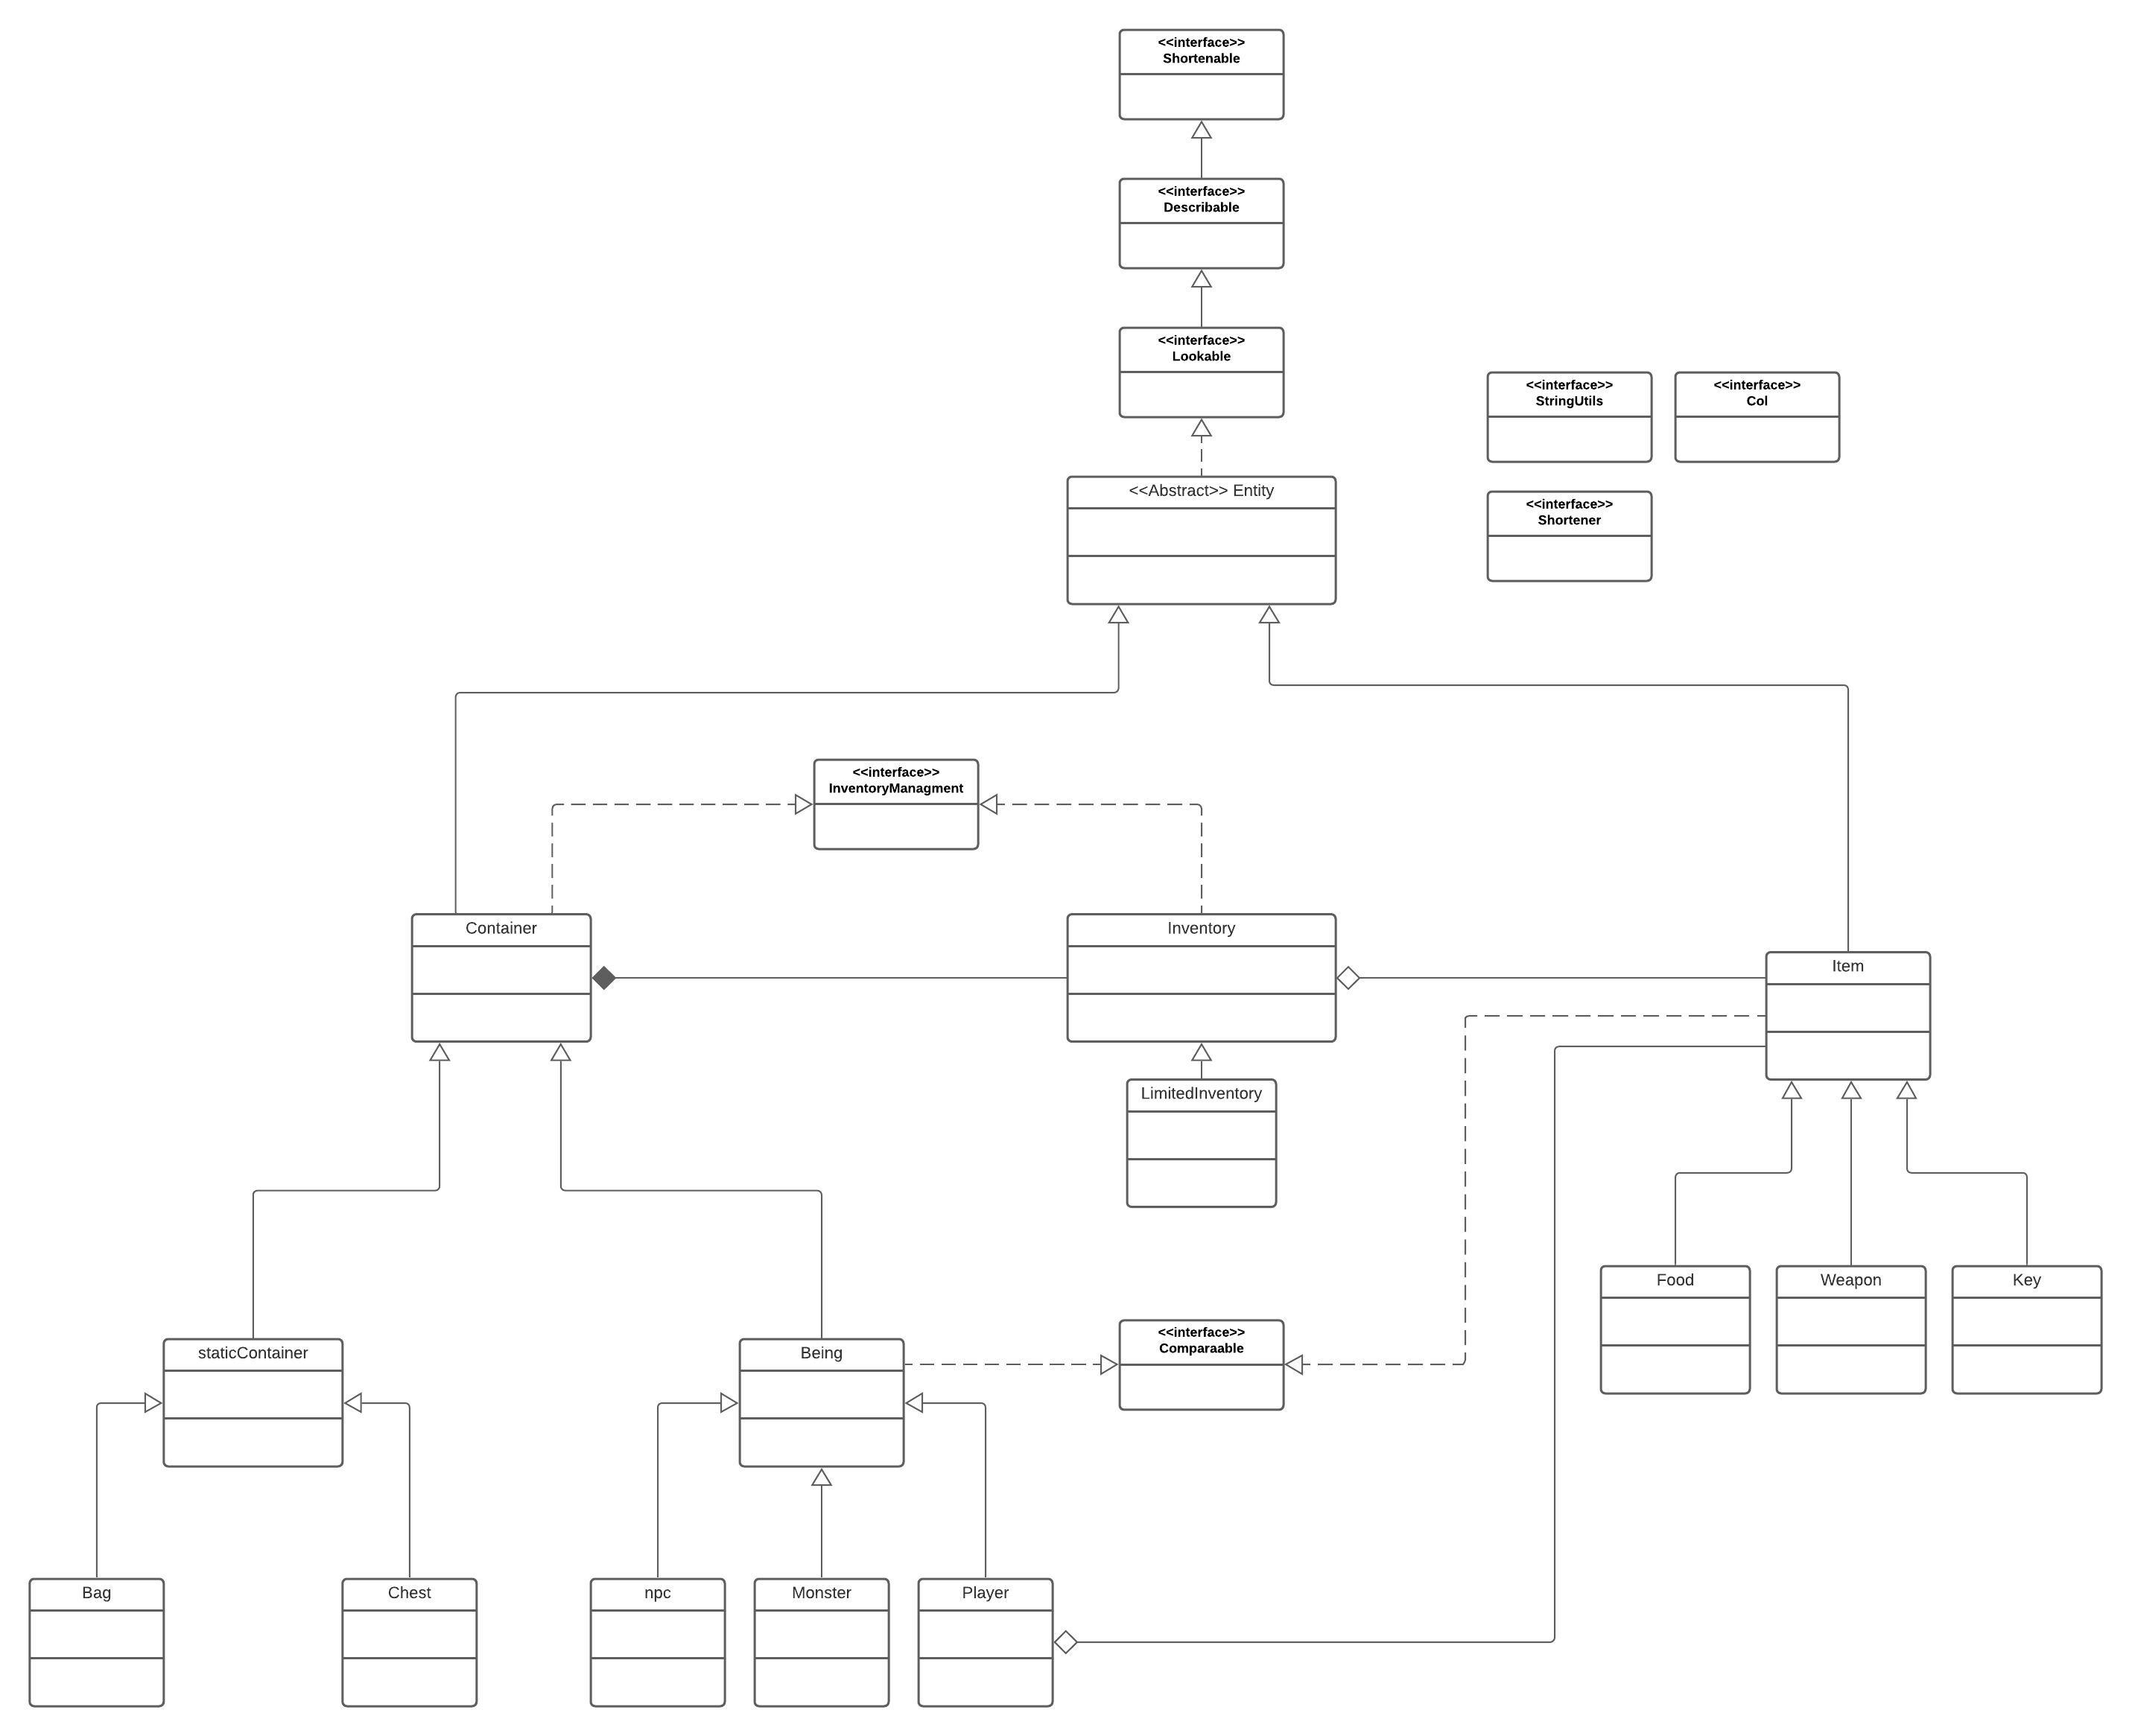 <<interface>>
Shortenable
<<interface>>
Describable
<<interface>>
Lookable
<<interface>>
StringUtils
<<interface>>
Col
<<Abstract>> Entity
<<interface>>
Shortener
<<interface>>
InventoryManagment
Container
Inventory
Item
LimitedInventory
Food
Weapon
Key
staticContainer
Being
<<interface>>
Comparaable
Bag
Chest
npc
Monster
Player